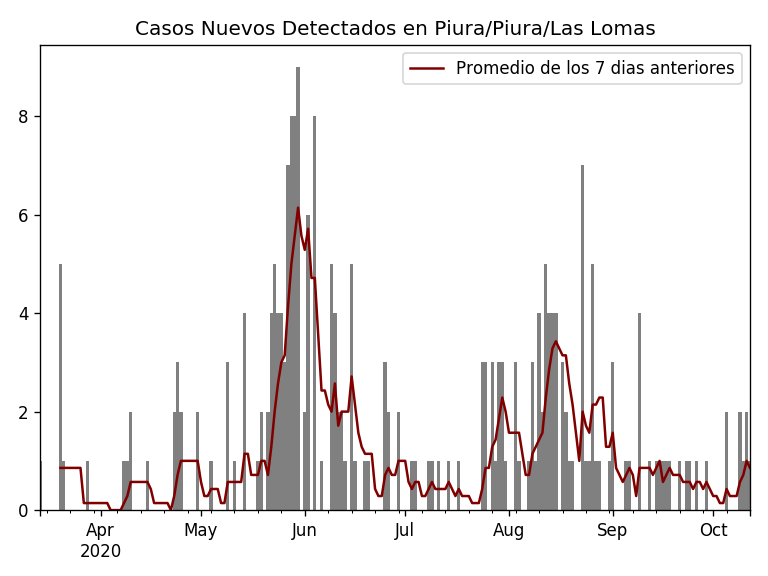 Casos Nuevos Detectados en Piura/Piura/Las Lomas
Promedio de los 7 dias anteriores
8
6
4
2
0
Apr May Jun Jul Aug Sep Oct
2020